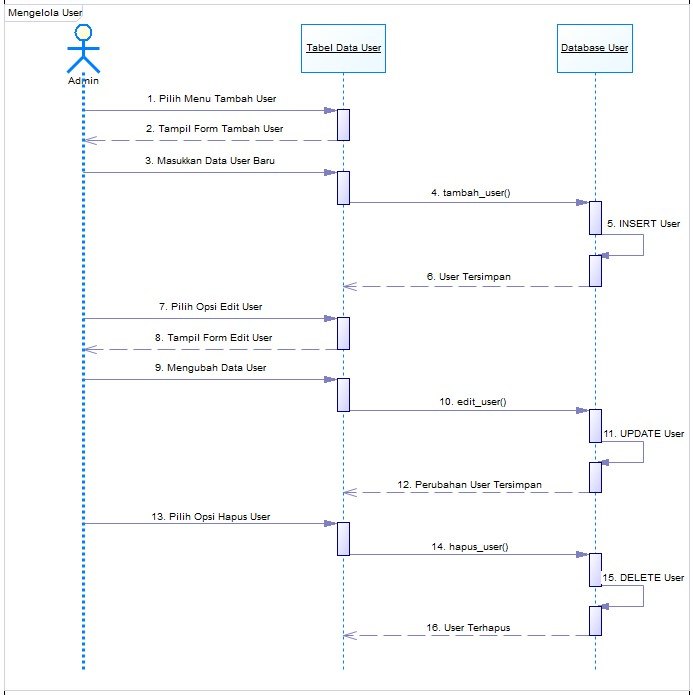 Mengelola User
Admin
Tabel Data User
Database User
1. Pilih Menu Tambah User
2. Tampil Form Tambah User
3. Masukkan Data User Baru
4. tambah_user()
5. INSERT User
6. User Tersimpan
7. Pilih Opsi Edit User
8. Tampil Form Edit User
9. Mengubah Data User
10. edit_user()
11. UPDATE User
12. Perubahan User Tersimpan
13. Pilih Opsi Hapus User
14. hapus_user()
15. DELETE User
16. User Terhapus